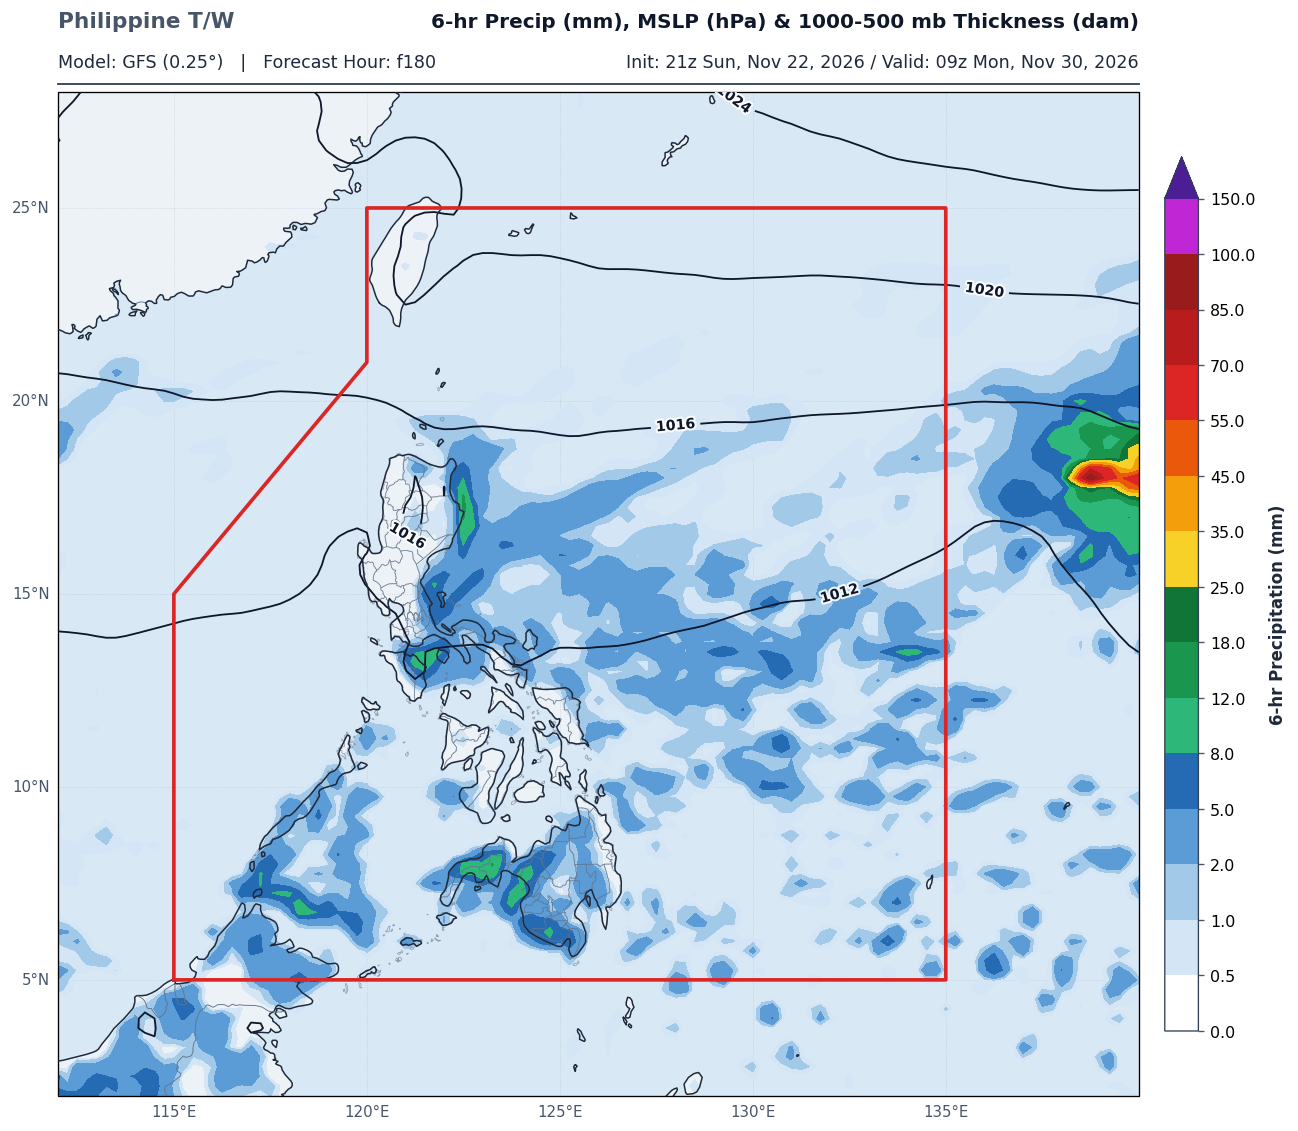 Philippine T/W
6-hr Precip (mm), MSLP (hPa) & 1000-500 mb Thickness (dam)
Model: GFS (0.25°) | Forecast Hour: f180
Init: 21z Sun, Nov 22, 2026 / Valid: 09z Mon, Nov 30, 2026
1024
25°N
1020
20°N
1016
1016
15°N
1012
10°N
5°N
115°E
120°E
125°E
130°E
135°E
150.0
100.0
85.0
70.0
55.0
45.0
35.0
25.0
18.0
12.0
8.0
5.0
2.0
1.0
0.5
0.0
6-hr Precipitation (mm)